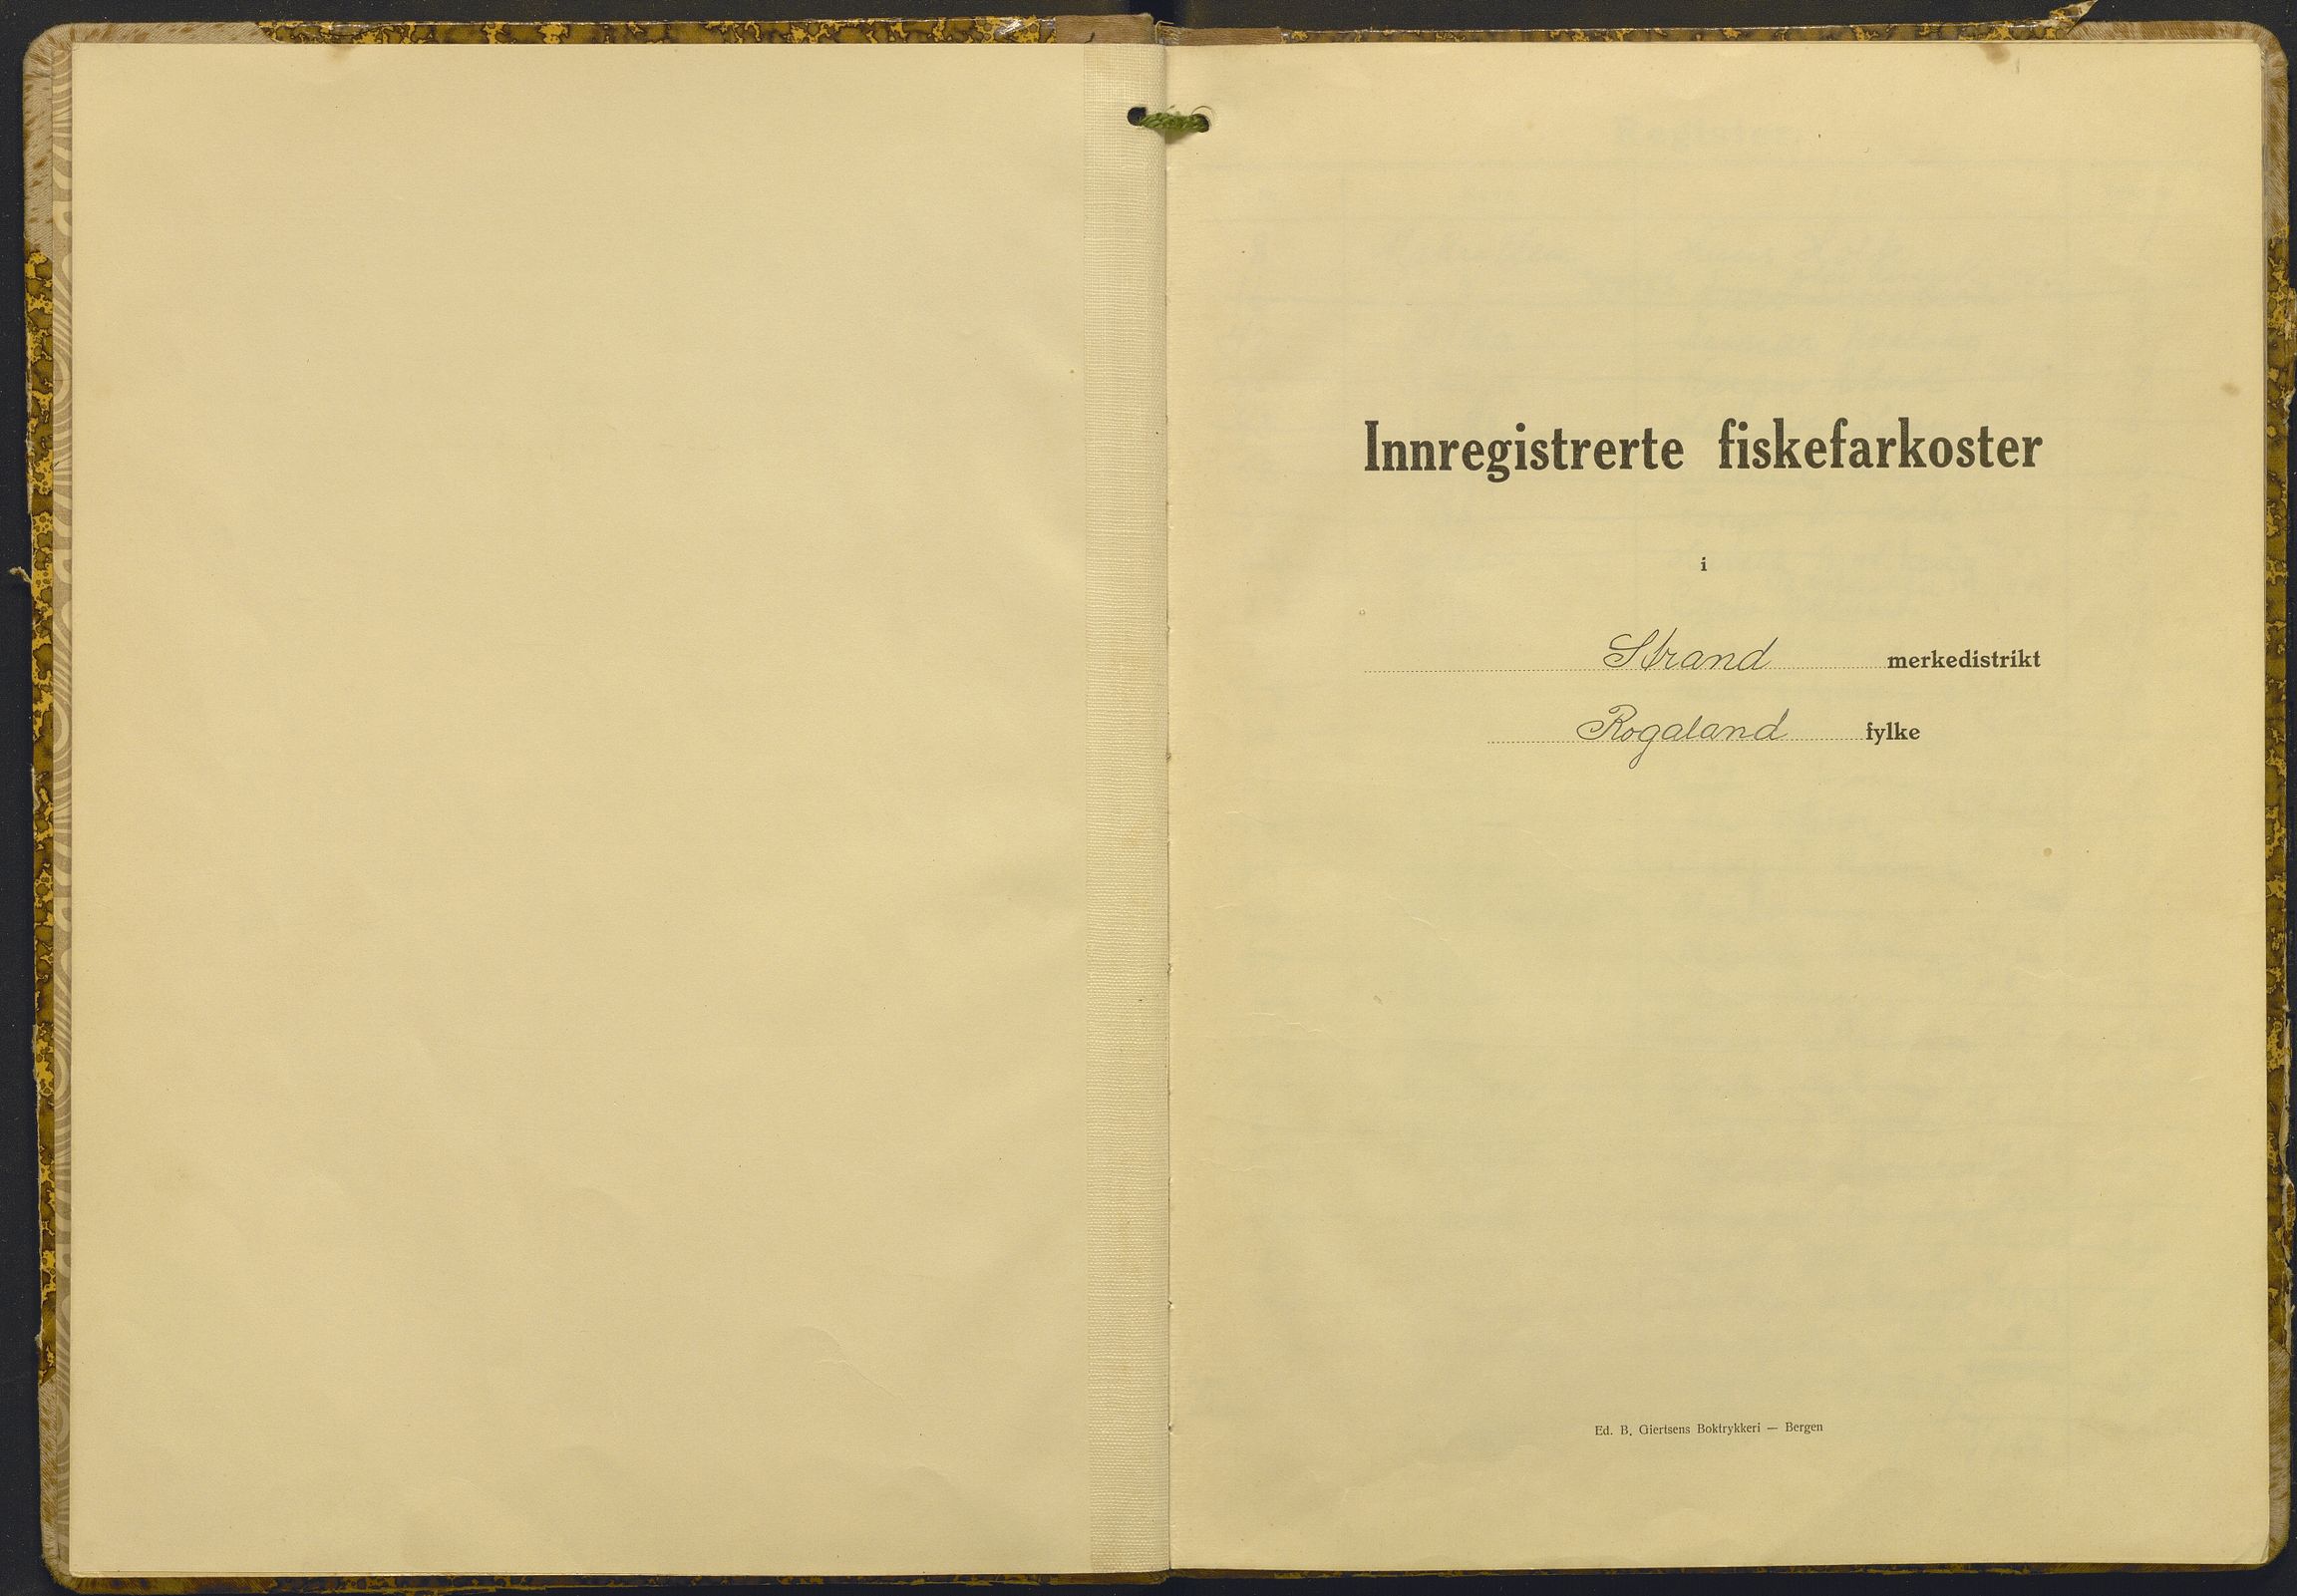 Innregistrerte fiskefarkoster
i
Strand merkedistrikt
Rogaland fylke
Ed. B. Giertsens Boktrykkeri — Bergen